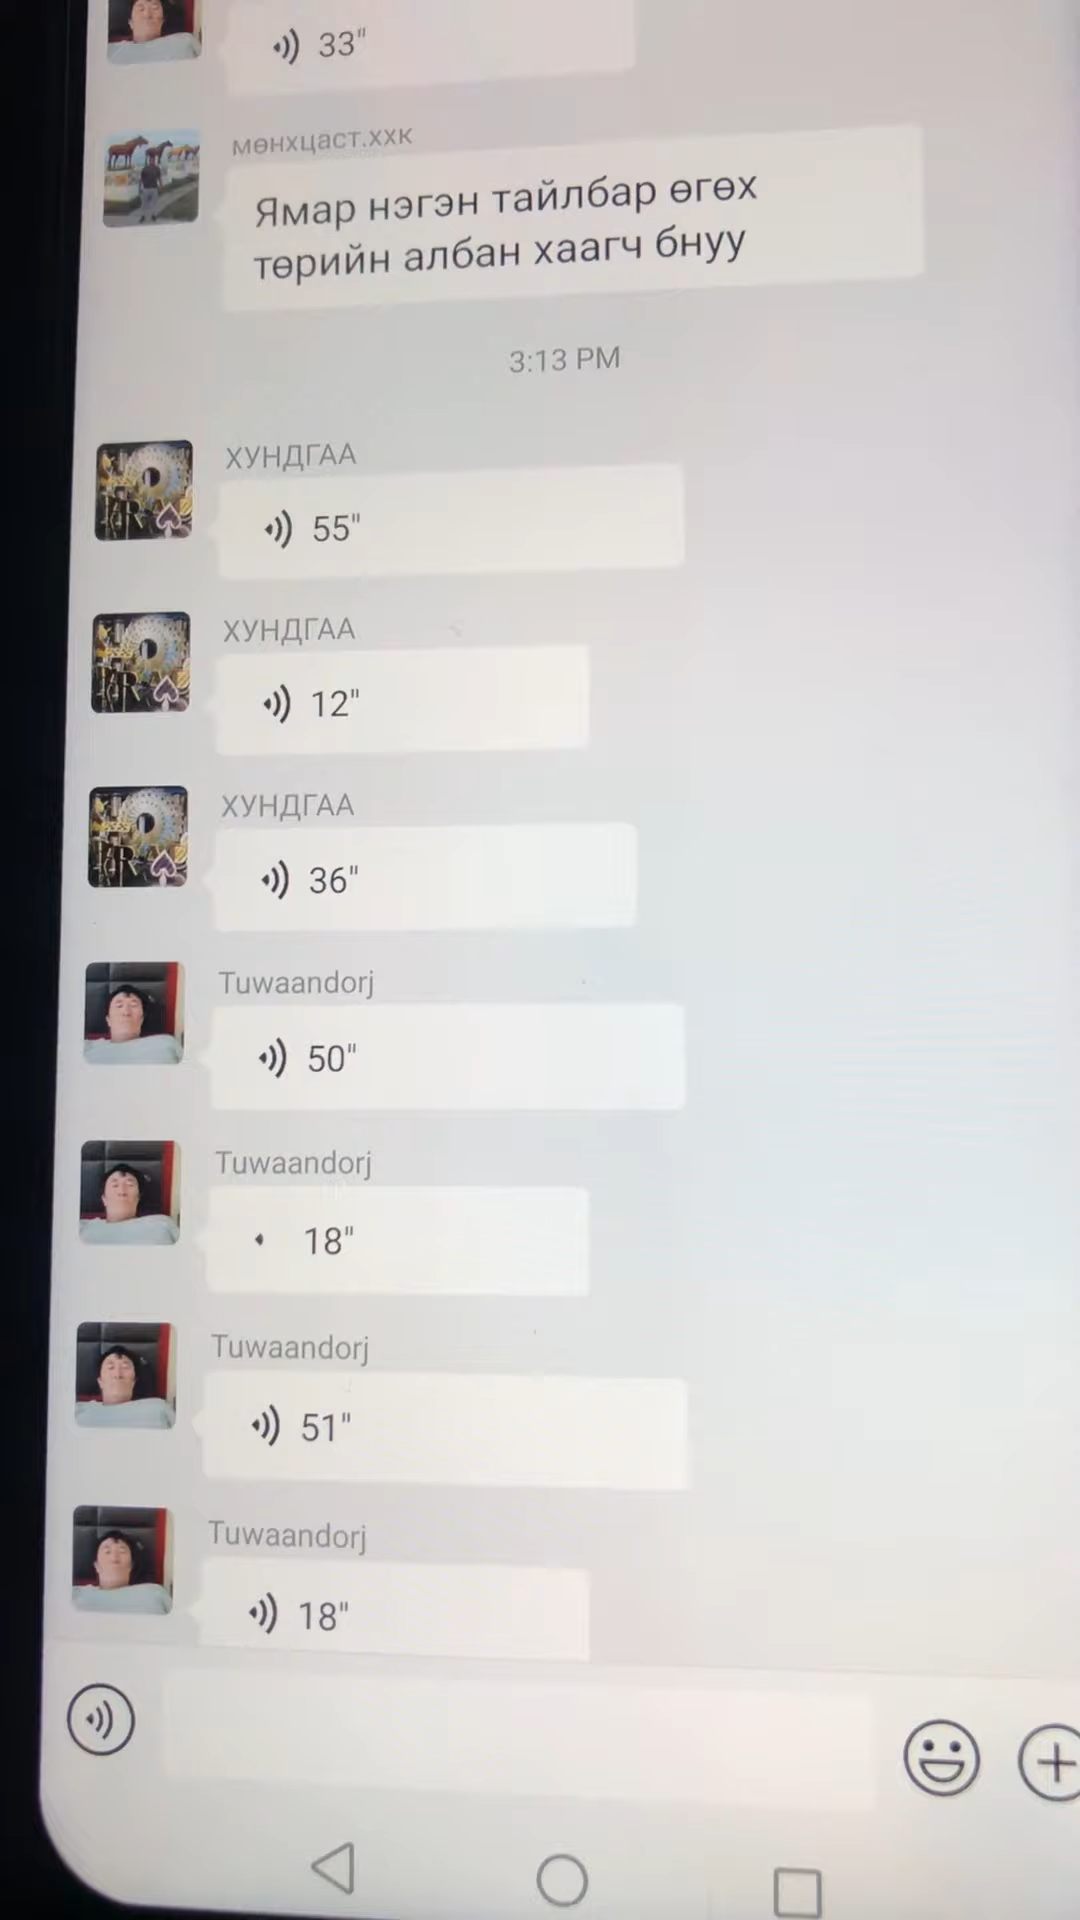 33"
мөнхцаст.ххк
Ямар нэгэн тайлбар өгөх
төрийн албан хаагч бнуу
3:13 PM
ХУНДГАА
55"
ХУНДГАА
12"
ХУНДГАА
36"
Tuwaandorj
50"
Tuwaandorj
18"
Tuwaandorj
51"
Tuwaandorj
18"